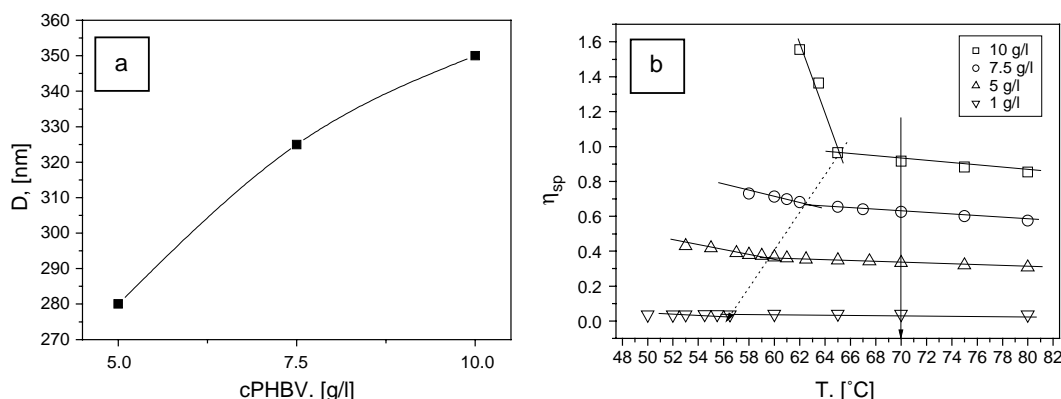 a
360
350
340
330
320
310
300
290
280
270
D, [nm]
5.0 7.5 10.0
cPHBV. [g/l]
b
1.6
1.4
1.2
1.0
0.8
0.6
0.4
0.2
0.0
ηsp
10 g/l
7.5 g/l
5 g/l
1 g/l
48 50 52 54 56 58 60 62 64 66 68 70 72 74 76 78 80 82
T. [°C]